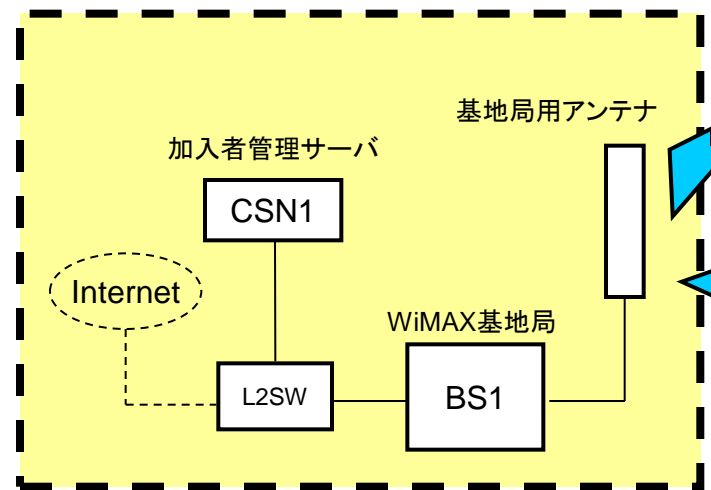 基地局用アンテナ
加入者管理サーバ
CSN1
Internet
WiMAX基地局
L2SW
BS1